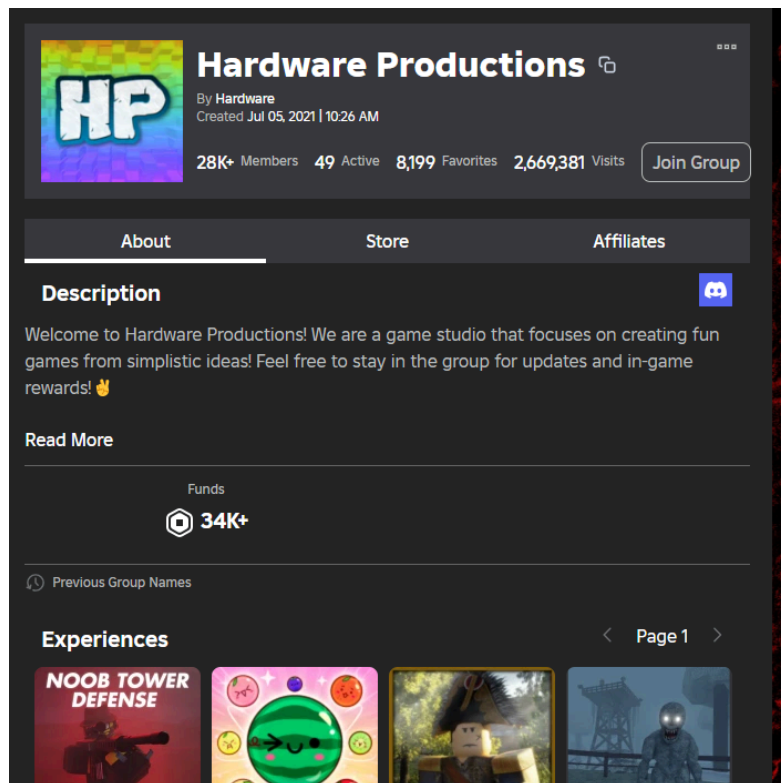 HP
Hardware Productions
By Hardware
Created Jul 05, 2021 | 10:26 AM
28K+ Members 49 Active 8,199 Favorites 2,669,381 Visits Join Group
About Store Affiliates
Description
Welcome to Hardware Productions! We are a game studio that focuses on creating fun
games from simplistic ideas! Feel free to stay in the group for updates and in-game
rewards!✌️
Read More
Funds
34K+
Previous Group Names
Experiences Page 1
NOOB TOWER
DEFENSE